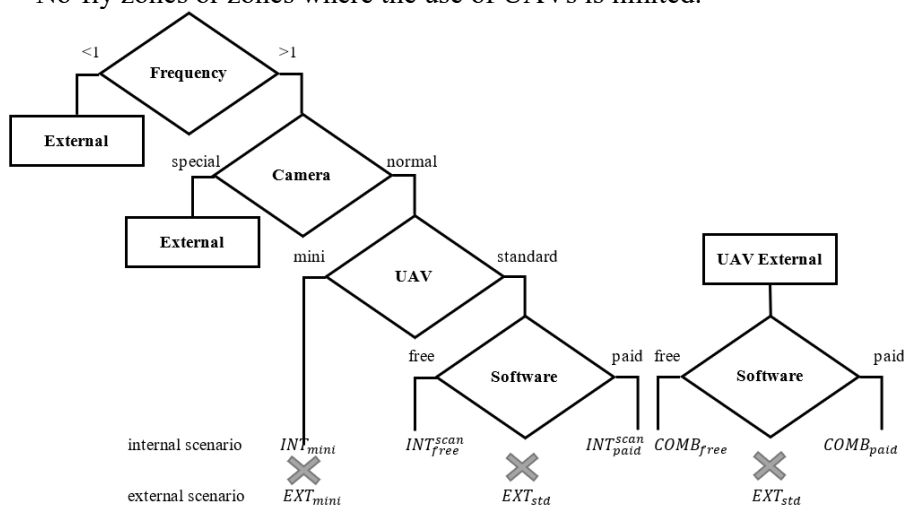 No-fly zones or zones where the use of UAVs is limited.
<1
>1
Frequency
External
special
normal
Camera
External
mini
standard
UAV
UAV External
free
paid
free
paid
Software
Software
internal scenario INT_mini INT_free^scan INT_paid^scan COMB_free COMB_paid
external scenario EXT_mini EXT_std EXT_std